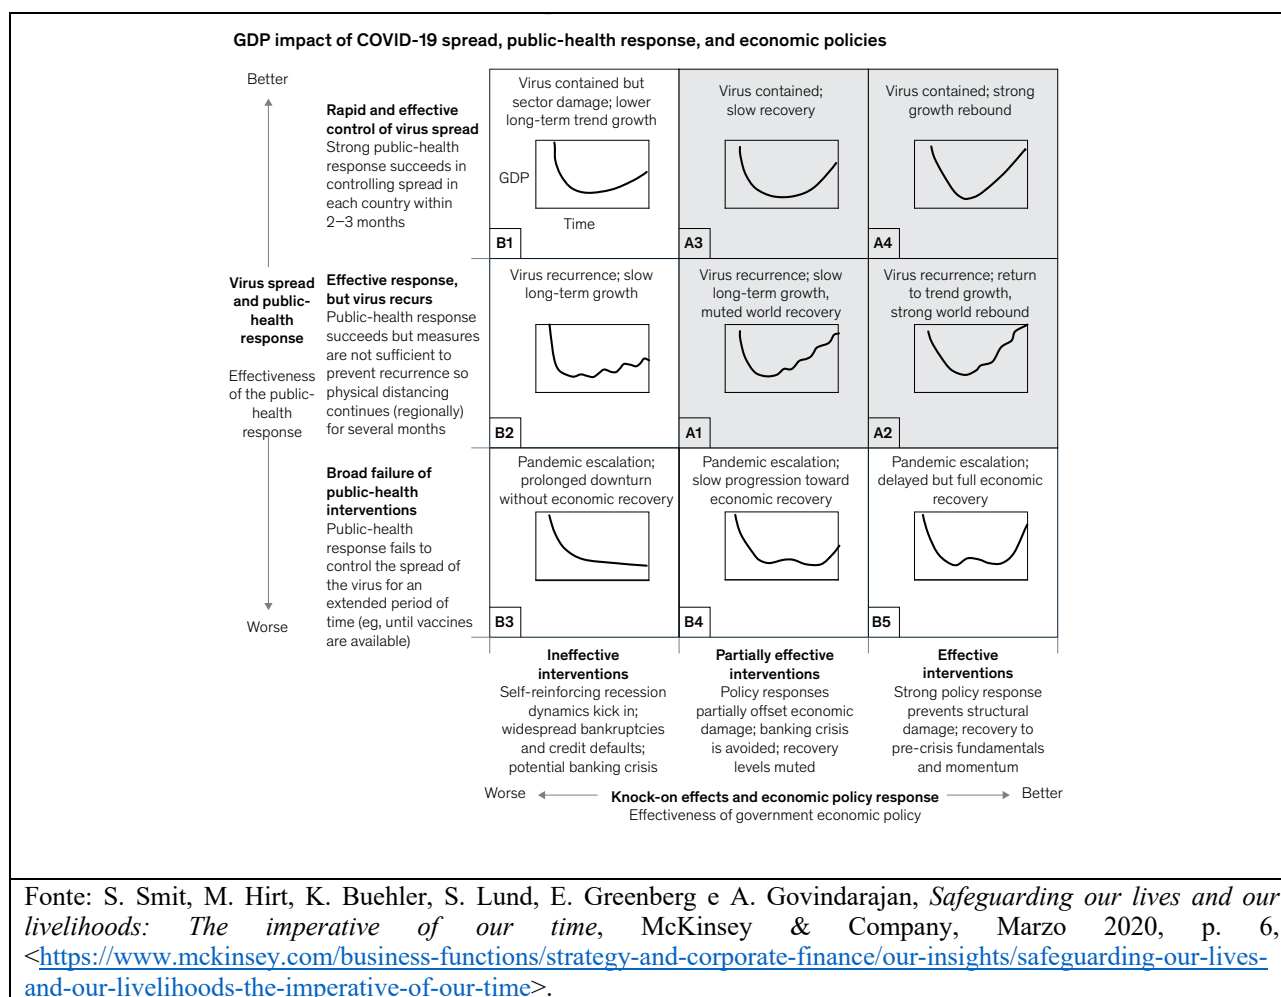 GDP impact of COVID-19 spread, public-health response, and economic policies
Better
Rapid and effective
control of virus spread
Strong public-health
response succeeds in
controlling spread in
each country within
2–3 months
Virus contained but
sector damage; lower
long-term trend growth
GDP
Time
B1
Virus contained;
slow recovery
A3
Virus contained; strong
growth rebound
A4
Virus spread
and public-
health
response
Effectiveness
of the public-
health
response
Effective response,
but virus recurs
Public-health response
succeeds but measures
are not sufficient to
prevent recurrence so
physical distancing
continues (regionally)
for several months
Virus recurrence; slow
long-term growth
B2
Virus recurrence; slow
long-term growth,
muted world recovery
A1
Virus recurrence; return
to trend growth,
strong world rebound
A2
Broad failure of
public-health
interventions
Public-health
response fails to
control the spread of
the virus for an
extended period of
time (eg, until vaccines
are available)
Worse
Pandemic escalation;
prolonged downturn
without economic recovery
B3
Pandemic escalation;
slow progression toward
economic recovery
B4
Pandemic escalation;
delayed but full economic
recovery
B5
Ineffective
interventions
Self-reinforcing recession
dynamics kick in;
widespread bankruptcies
and credit defaults;
potential banking crisis
Partially effective
interventions
Policy responses
partially offset economic
damage; banking crisis
is avoided; recovery
levels muted
Effective
interventions
Strong policy response
prevents structural
damage; recovery to
pre-crisis fundamentals
and momentum
Worse
Knock-on effects and economic policy response
Better
Effectiveness of government economic policy
Fonte: S. Smit, M. Hirt, K. Buehler, S. Lund, E. Greenberg e A. Govindarajan, Safeguarding our lives and our
livelihoods: The imperative of our time, McKinsey & Company, Marzo 2020, p. 6,
<https://www.mckinsey.com/business-functions/strategy-and-corporate-finance/our-insights/safeguarding-our-lives-
and-our-livelihoods-the-imperative-of-our-time>.